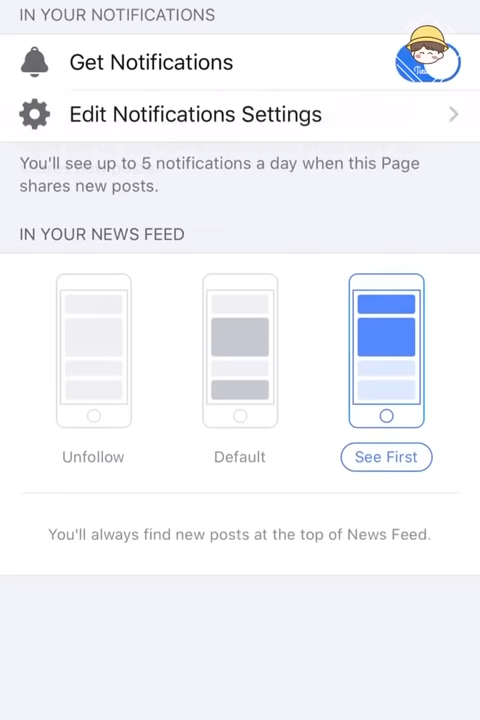 IN YOUR NOTIFICATIONS
Get Notifications
Edit Notifications Settings
You'll see up to 5 notifications a day when this Page
shares new posts.
IN YOUR NEWS FEED
Unfollow
Default
See First
You'll always find new posts at the top of News Feed.